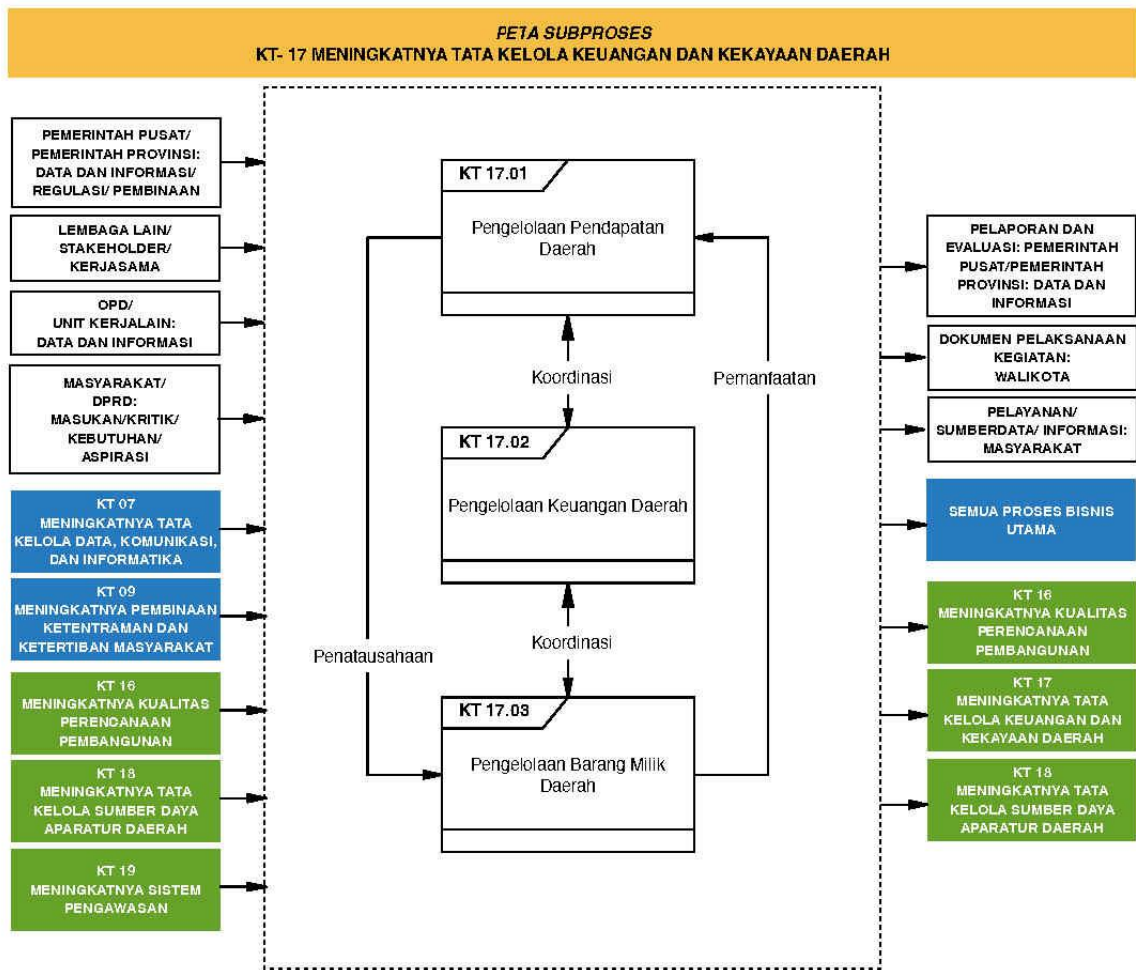 PETA SUBPROSES
KT- 17 MENINGKATNYA TATA KELOLA KEUANGAN DAN KEKAYAAN DAERAH
PEMERINTAH PUSAT/
PEMERINTAH PROVINSI:
DATA DAN INFORMASI/
REGULASI/ PEMBINAAN
LEMBAGA LAIN/
STAKEHOLDER/
KERJASAMA
OPD/
UNIT KERJALAIN:
DATA DAN INFORMASI
MASYARAKAT/
DPRD:
MASUKAN/KRITIK/
KEBUTUHAN/
ASPIRASI
KT 07
MENINGKATNYA TATA
KELOLA DATA, KOMUNIKASI,
DAN INFORMATIKA
KT 09
MENINGKATNYA PEMBINAAN
KETENTRAMAN DAN
KETERTIBAN MASYARAKAT
KT 16
MENINGKATNYA KUALITAS
PERENCANAAN
PEMBANGUNAN
KT 18
MENINGKATNYA TATA
KELOLA SUMBER DAYA
APARATUR DAERAH
KT 19
MENINGKATNYA SISTEM
PENGAWASAN
KT 17.01
Pengelolaan Pendapatan
Daerah
Koordinasi
Pemanfaatan
KT 17.02
Pengelolaan Keuangan Daerah
Koordinasi
Penatausahaan
KT 17.03
Pengelolaan Barang Milik
Daerah
PELAPORAN DAN
EVALUASI: PEMERINTAH
PUSAT/PEMERINTAH
PROVINSI: DATA DAN
INFORMASI
DOKUMEN PELAKSANAAN
KEGIATAN:
WALIKOTA
PELAYANAN/
SUMBERDATA/ INFORMASI:
MASYARAKAT
SEMUA PROSES BISNIS
UTAMA
KT 16
MENINGKATNYA KUALITAS
PERENCANAAN
PEMBANGUNAN
KT 17
MENINGKATNYA TATA
KELOLA KEUANGAN DAN
KEKAYAAN DAERAH
KT 18
MENINGKATNYA TATA
KELOLA SUMBER DAYA
APARATUR DAERAH